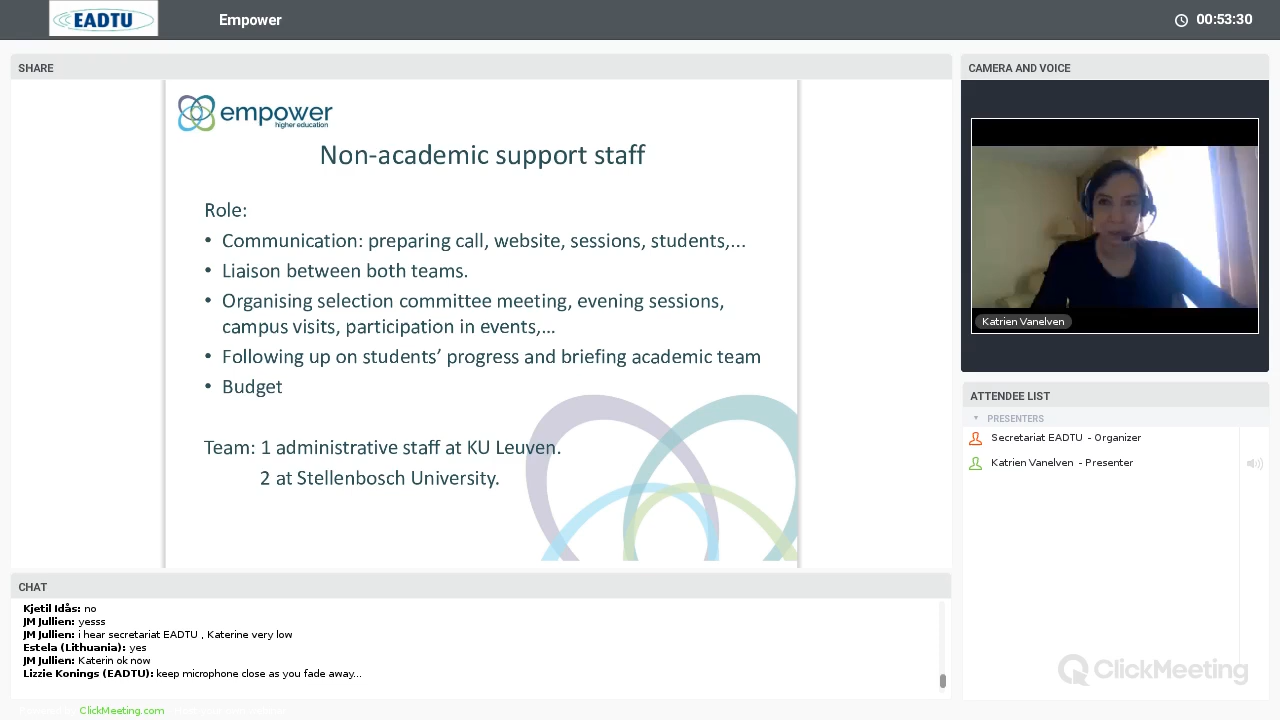 EADTU
Empower
00:53:30
SHARE
empower
higher education
Non-academic support staff
Role:
• Communication: preparing call, website, sessions, students,...
• Liaison between both teams.
• Organising selection committee meeting, evening sessions,
campus visits, participation in events,...
• Following up on students’ progress and briefing academic team
• Budget
Team: 1 administrative staff at KU Leuven.
2 at Stellenbosch University.
CAMERA AND VOICE
Katrien Vanelven
ATTENDEE LIST
PRESENTERS
Secretariat EADTU - Organizer
Katrien Vanelven - Presenter
ClickMeeting
CHAT
Kjetil Idås: no
JM Jullien: yesss
JM Jullien: i hear secretariat EADTU , Katerine very low
Estela (Lithuania): yes
JM Jullien: Katerin ok now
Lizzie Konings (EADTU): keep microphone close as you fade away...
ClickMeeting.com